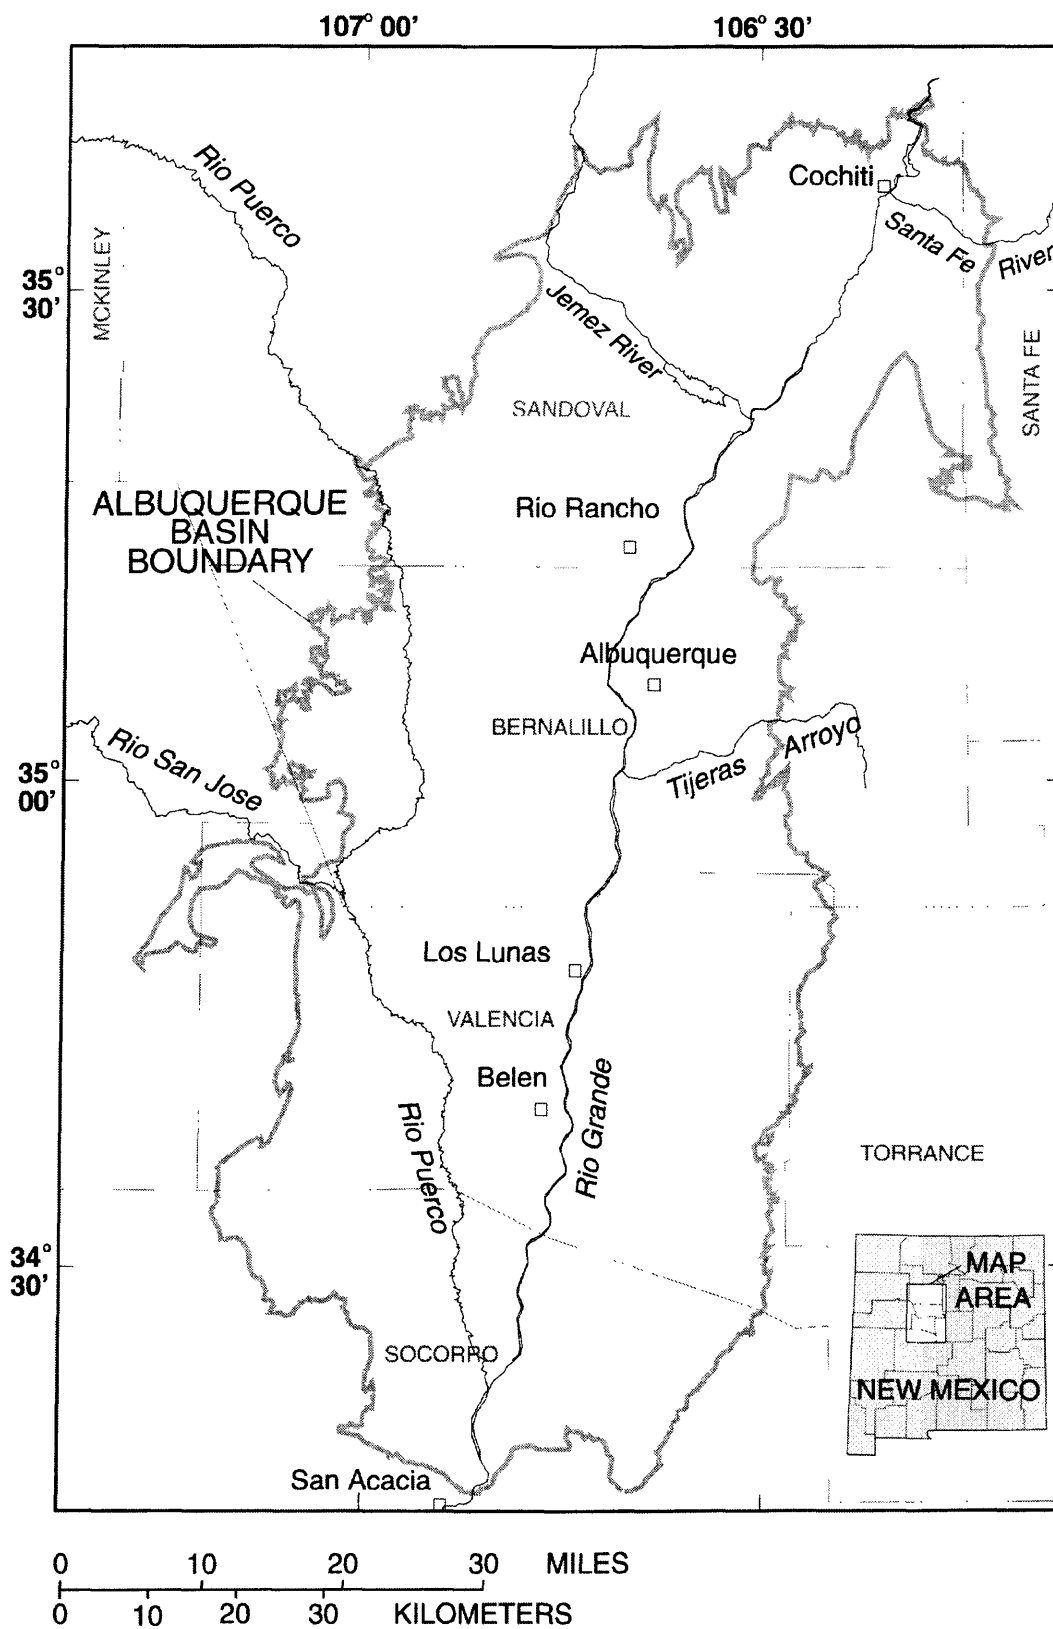 107° 00'
106° 30'
Rio Puerco
Cochiti
Santa Fe
River
MCKINLEY
35°
30'
Jemez River
SANTA FE
SANDOVAL
Rio Rancho
ALBUQUERQUE
BASIN
BOUNDARY
Albuquerque
BERNALILLO
Rio San Jose
Tijeras
Arroyo
35°
00'
Los Lunas
VALENCIA
Belen
Rio Puerco
Rio Grande
TORRANCE
34°
30'
MAP
AREA
SOCORRO
NEW MEXICO
San Acacia
0 10 20 30 MILES
0 10 20 30 KILOMETERS